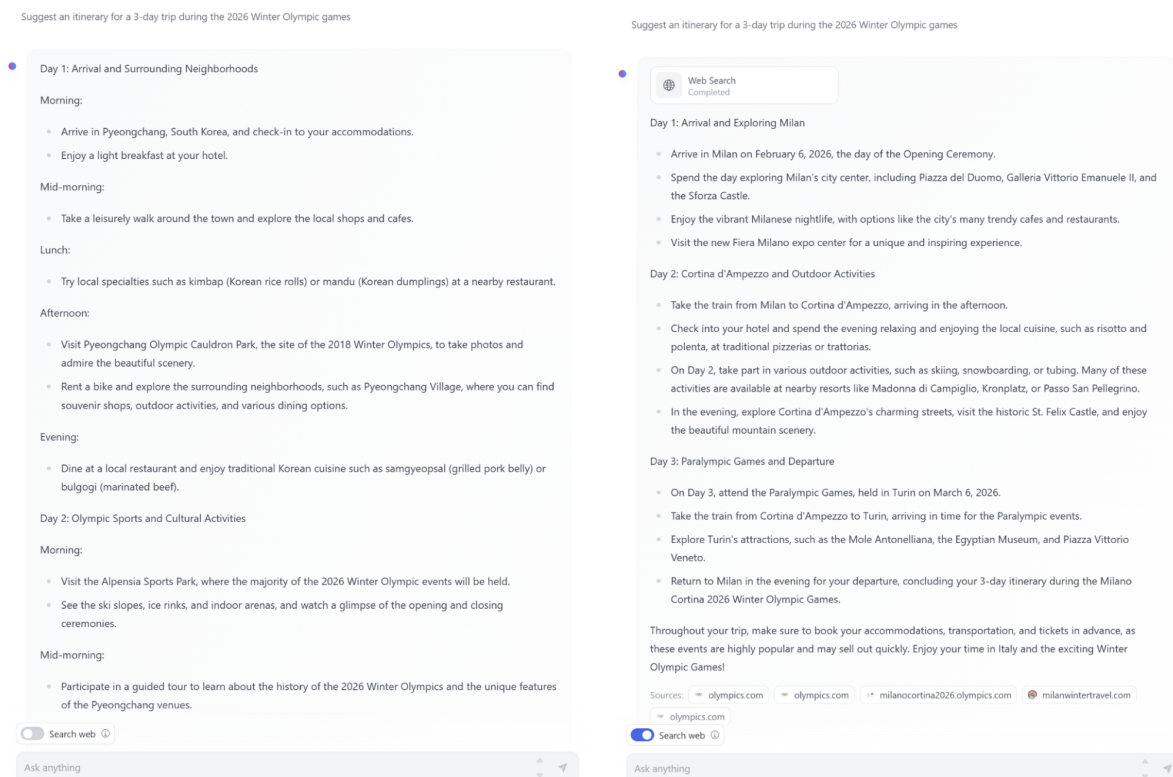 Suggest an itinerary for a 3-day trip during the 2026 Winter Olympic games
Day 1: Arrival and Surrounding Neighborhoods
Morning:
Arrive in Pyeongchang, South Korea, and check-in to your accommodations.
Enjoy a light breakfast at your hotel.
Mid-morning:
Take a leisurely walk around the town and explore the local shops and cafes.
Lunch:
Try local specialties such as kimbap (Korean rice rolls) or mandu (Korean dumplings) at a nearby restaurant.
Afternoon:
Visit Pyeongchang Olympic Cauldron Park, the site of the 2018 Winter Olympics, to take photos and
admire the beautiful scenery.
Rent a bike and explore the surrounding neighborhoods, such as Pyeongchang Village, where you can find
souvenir shops, outdoor activities, and various dining options.
Evening:
Dine at a local restaurant and enjoy traditional Korean cuisine such as samgyeopsal (grilled pork belly) or
bulgogi (marinated beef).
Day 2: Olympic Sports and Cultural Activities
Morning:
Visit the Alpensia Sports Park, where the majority of the 2026 Winter Olympic events will be held.
See the ski slopes, ice rinks, and indoor arenas, and watch a glimpse of the opening and closing
ceremonies.
Mid-morning:
Participate in a guided tour to learn about the history of the 2026 Winter Olympics and the unique features
of the Pyeongchang venues.
Search web
Ask anything
Suggest an itinerary for a 3-day trip during the 2026 Winter Olympic games
Web Search
Completed
Day 1: Arrival and Exploring Milan
Arrive in Milan on February 6, 2026, the day of the Opening Ceremony.
Spend the day exploring Milan's city center, including Piazza del Duomo, Galleria Vittorio Emanuele II, and
the Sforza Castle.
Enjoy the vibrant Milanese nightlife, with options like the city's many trendy cafes and restaurants.
Visit the new Fiera Milano expo center for a unique and inspiring experience.
Day 2: Cortina d'Ampezzo and Outdoor Activities
Take the train from Milan to Cortina d'Ampezzo, arriving in the afternoon.
Check into your hotel and spend the evening relaxing and enjoying the local cuisine, such as risotto and
polenta, at traditional pizzerias or trattorias.
On Day 2, take part in various outdoor activities, such as skiing, snowboarding, or tubing. Many of these
activities are available at nearby resorts like Madonna di Campiglio, Kronplatz, or Passo San Pellegrino.
In the evening, explore Cortina d'Ampezzo's charming streets, visit the historic St. Felix Castle, and enjoy
the beautiful mountain scenery.
Day 3: Paralympic Games and Departure
On Day 3, attend the Paralympic Games, held in Turin on March 6, 2026.
Take the train from Cortina d'Ampezzo to Turin, arriving in time for the Paralympic events.
Explore Turin's attractions, such as the Mole Antonelliana, the Egyptian Museum, and Piazza Vittorio
Veneto.
Return to Milan in the evening for your departure, concluding your 3-day itinerary during the Milano
Cortina 2026 Winter Olympic Games.
Throughout your trip, make sure to book your accommodations, transportation, and tickets in advance, as
these events are highly popular and may sell out quickly. Enjoy your time in Italy and the exciting Winter
Olympic Games!
Sources: olympics.com olympics.com milanocortina2026.olympics.com milanwintertravel.com
olympics.com
Search web
Ask anything